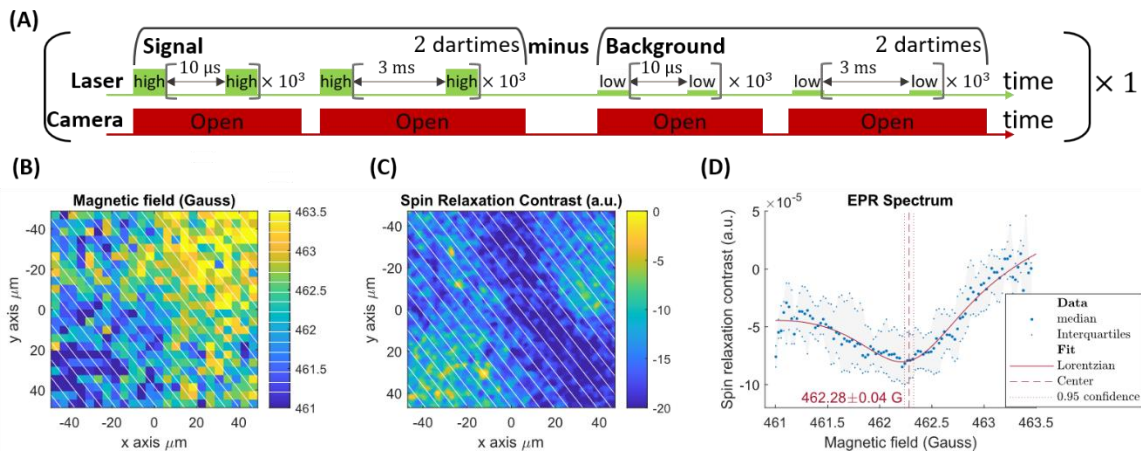 (A)
Signal 2 dartimes minus Background 2 dartimes
Laser high 10 μs high × 10³ high 3 ms high × 10³ low 10 μs low × 10³ low 3 ms low × 10³ time × 1
Camera Open Open Open Open time
(B) (C) (D)
Magnetic field (Gauss)
y axis μm
-40
-20
0
20
40
-40 -20 0 20 40
x axis μm
463.5
463
462.5
462
461.5
461
Spin Relaxation Contrast (a.u.)
y axis μm
-40
-20
0
20
40
-40 -20 0 20 40
x axis μm
0
-5
-10
-15
-20
EPR Spectrum
×10⁻⁵
Spin relaxation contrast (a.u.)
5
0
-5
-10
462.28±0.04 G
461 461.5 462 462.5 463 463.5
Magnetic field (Gauss)
Data
median
Interquartiles
Fit
Lorentzian
Center
0.95 confidence